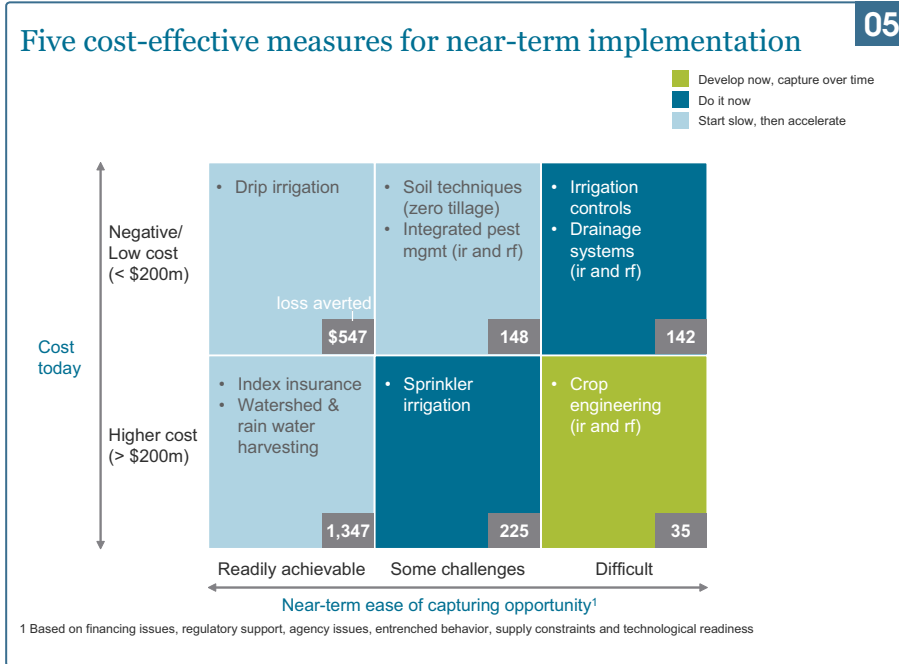 05
Five cost-effective measures for near-term implementation
Develop now, capture over time
Do it now
Start slow, then accelerate
Cost
today
Negative/
Low cost
(< $200m)
• Drip irrigation
loss averted
$547
• Soil techniques
(zero tillage)
• Integrated pest
mgmt (ir and rf)
148
• Irrigation
controls
• Drainage
systems
(ir and rf)
142
Higher cost
(> $200m)
• Index insurance
• Watershed &
rain water
harvesting
1,347
• Sprinkler
irrigation
225
• Crop
engineering
(ir and rf)
35
Readily achievable
Some challenges
Difficult
Near-term ease of capturing opportunity¹
1 Based on financing issues, regulatory support, agency issues, entrenched behavior, supply constraints and technological readiness